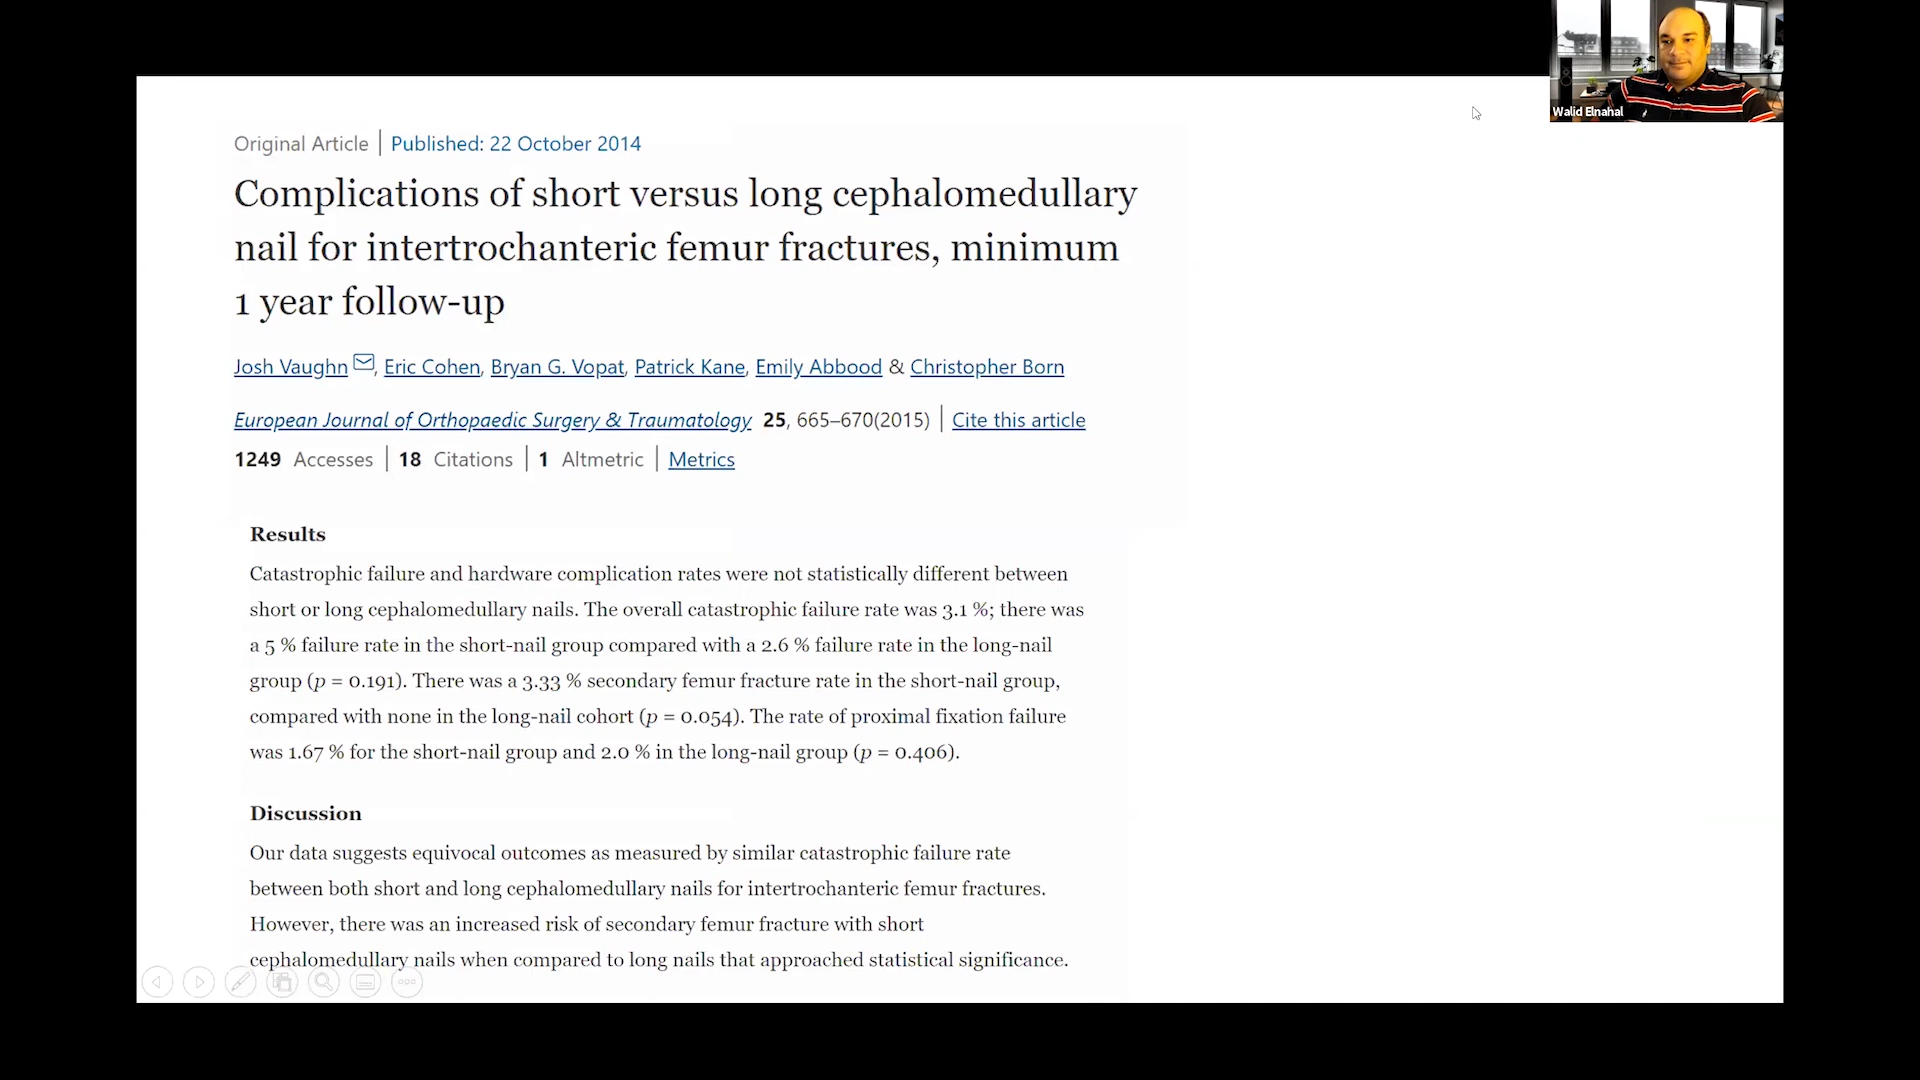 Walid Elnahal
Original Article | Published: 22 October 2014
Complications of short versus long cephalomedullary
nail for intertrochanteric femur fractures, minimum
1 year follow-up
Josh Vaughn, Eric Cohen, Bryan G. Vopat, Patrick Kane, Emily Abbood & Christopher Born
European Journal of Orthopaedic Surgery & Traumatology 25, 665–670(2015) | Cite this article
1249 Accesses | 18 Citations | 1 Altmetric | Metrics
Results
Catastrophic failure and hardware complication rates were not statistically different between
short or long cephalomedullary nails. The overall catastrophic failure rate was 3.1 %; there was
a 5 % failure rate in the short-nail group compared with a 2.6 % failure rate in the long-nail
group (p = 0.191). There was a 3.33 % secondary femur fracture rate in the short-nail group,
compared with none in the long-nail cohort (p = 0.054). The rate of proximal fixation failure
was 1.67 % for the short-nail group and 2.0 % in the long-nail group (p = 0.406).
Discussion
Our data suggests equivocal outcomes as measured by similar catastrophic failure rate
between both short and long cephalomedullary nails for intertrochanteric femur fractures.
However, there was an increased risk of secondary femur fracture with short
cephalomedullary nails when compared to long nails that approached statistical significance.